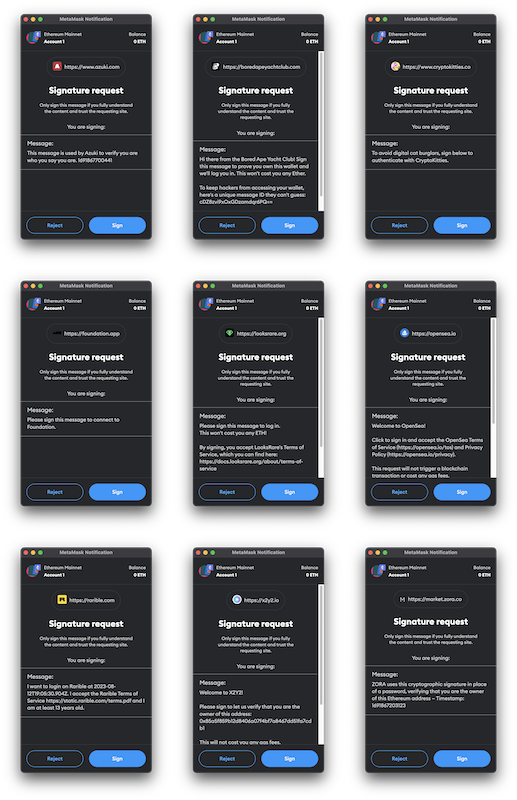 MetaMask Notification
Ethereum Mainnet
Account 1
Balance
0 ETH
https://www.azuki.com
Signature request
Only sign this message if you fully understand
the content and trust the requesting site.
You are signing:
Message:
This message is used by Azuki to verify you are
who you say you are. 1691867704411
Reject
Sign
MetaMask Notification
Ethereum Mainnet
Account 1
Balance
0 ETH
https://boredapeyachtclub.com
Signature request
Only sign this message if you fully
understand the content and trust the
requesting site.
You are signing:
Message:
Hi there from the Bored Ape Yacht Club! Sign
this message to prove you own this wallet and
we'll log you in. This won't cost you any Ether.
To keep hackers from accessing your wallet,
here's a unique message ID they can't guess:
Reject
Sign
MetaMask Notification
Ethereum Mainnet
Account 1
Balance
0 ETH
https://www.cryptokitties.co
Signature request
Only sign this message if you fully understand
the content and trust the requesting site.
You are signing:
Message:
To avoid digital cat burglars, sign below to
authenticate with CryptoKitties.
Reject
Sign
MetaMask Notification
Ethereum Mainnet
Account 1
Balance
0 ETH
https://foundation.app
Signature request
Only sign this message if you fully understand
the content and trust the requesting site.
You are signing:
Message:
Please sign this message to connect to
Foundation.
Reject
Sign
MetaMask Notification
Ethereum Mainnet
Account 1
Balance
0 ETH
https://looksrare.org
Signature request
Only sign this message if you fully
understand the content and trust the
requesting site.
You are signing:
Message:
Please sign this message to log in.
This won't cost you any ETH!
By signing, you accept LooksRare's Terms of
Service, which you can find here:
https://docs.looksrare.org/about/terms-of-
service
Reject
Sign
MetaMask Notification
Ethereum Mainnet
Account 1
Balance
0 ETH
https://opensea.io
Signature request
Only sign this message if you fully
understand the content and trust the
requesting site.
You are signing:
Message:
Welcome to OpenSea!
Click to sign in and accept the OpenSea Terms
of Service (https://opensea.io/tos) and Privacy
Policy (https://opensea.io/privacy).
This request will not trigger a blockchain
transaction or cost any gas fees.
Reject
Sign
MetaMask Notification
Ethereum Mainnet
Account 1
Balance
0 ETH
https://rarible.com
Signature request
Only sign this message if you fully understand
the content and trust the requesting site.
You are signing:
Message:
I want to login on Rarible at 2023-08-
12T19:05:20.904Z. I accept the Rarible Terms of
Service https://static.rarible.com/terms.pdf and I
am at least 13 years old.
Reject
Sign
MetaMask Notification
Ethereum Mainnet
Account 1
Balance
0 ETH
https://x2y2.io
Signature request
Only sign this message if you fully
understand the content and trust the
requesting site.
You are signing:
Message:
Welcome to X2Y2!
Please sign to let us verify that you are the
owner of this address:
This will not cost you any gas fees.
Reject
Sign
MetaMask Notification
Ethereum Mainnet
Account 1
Balance
0 ETH
https://market.zora.co
Signature request
Only sign this message if you fully understand
the content and trust the requesting site.
You are signing:
Message:
ZORA uses this cryptographic signature in place
of a password, verifying that you are the owner
of this Ethereum address – Timestamp:
1691867203123
Reject
Sign